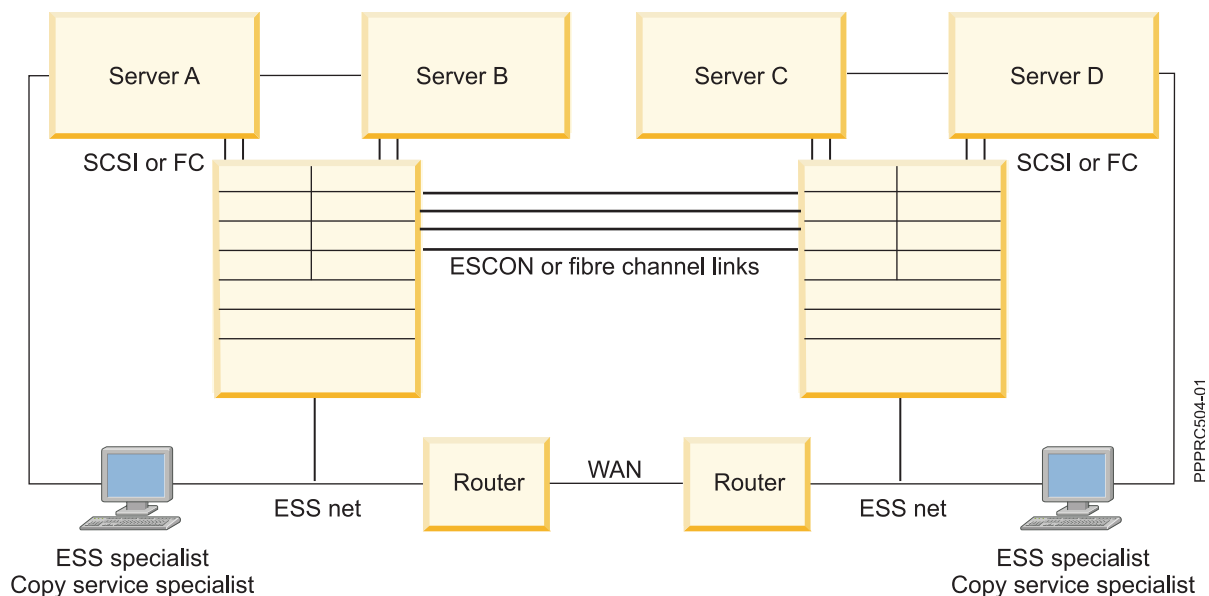 Server A
Server B
Server C
Server D
SCSI or FC
SCSI or FC
ESCON or fibre channel links
PPPRC504-01
Router
WAN
Router
ESS net
ESS net
ESS specialist
Copy service specialist
ESS specialist
Copy service specialist